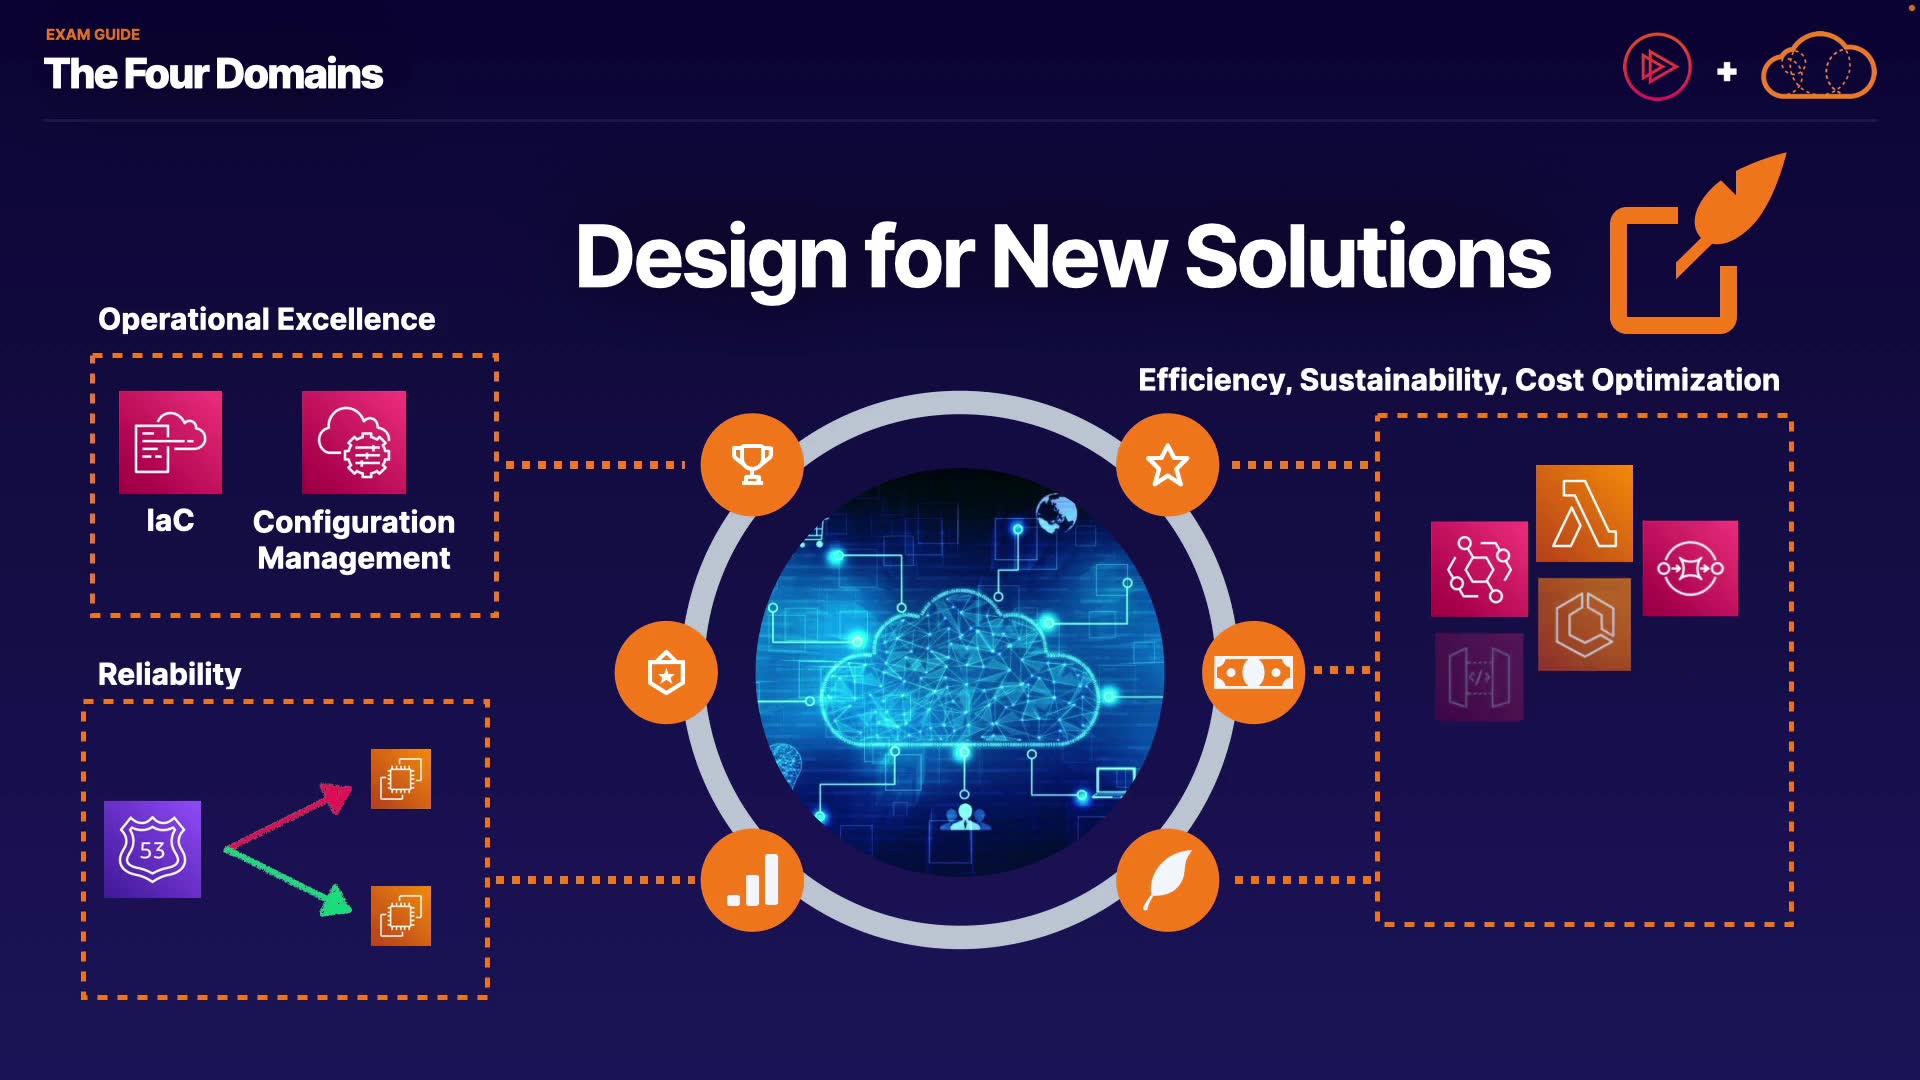 EXAM GUIDE
The Four Domains
Design for New Solutions
Operational Excellence
IaC
Configuration
Management
Efficiency, Sustainability, Cost Optimization
</>
Reliability
53